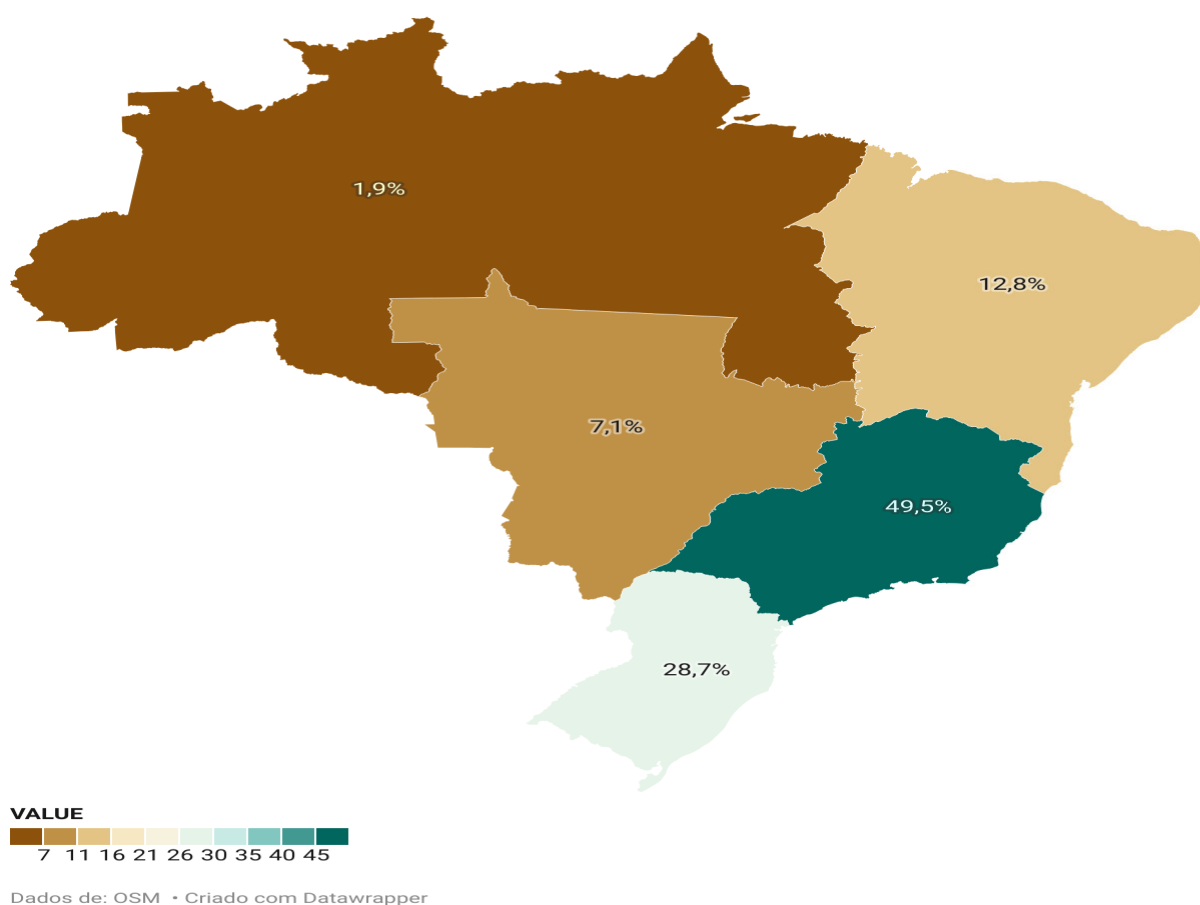 1,9%
12,8%
7,1%
49,5%
28,7%
VALUE
7 11 16 21 26 30 35 40 45
Dados de: OSM • Criado com Datawrapper